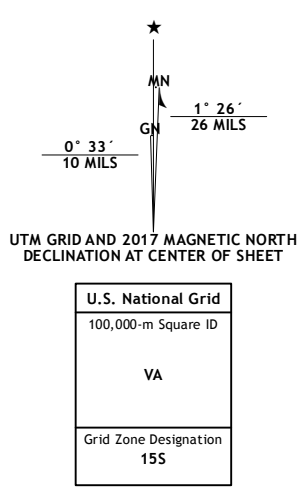 ★
MN
1° 26´
26 MILS
GN
0° 33´
10 MILS
UTM GRID AND 2017 MAGNETIC NORTH
DECLINATION AT CENTER OF SHEET
U.S. National Grid
100,000-m Square ID
VA
Grid Zone Designation
15S